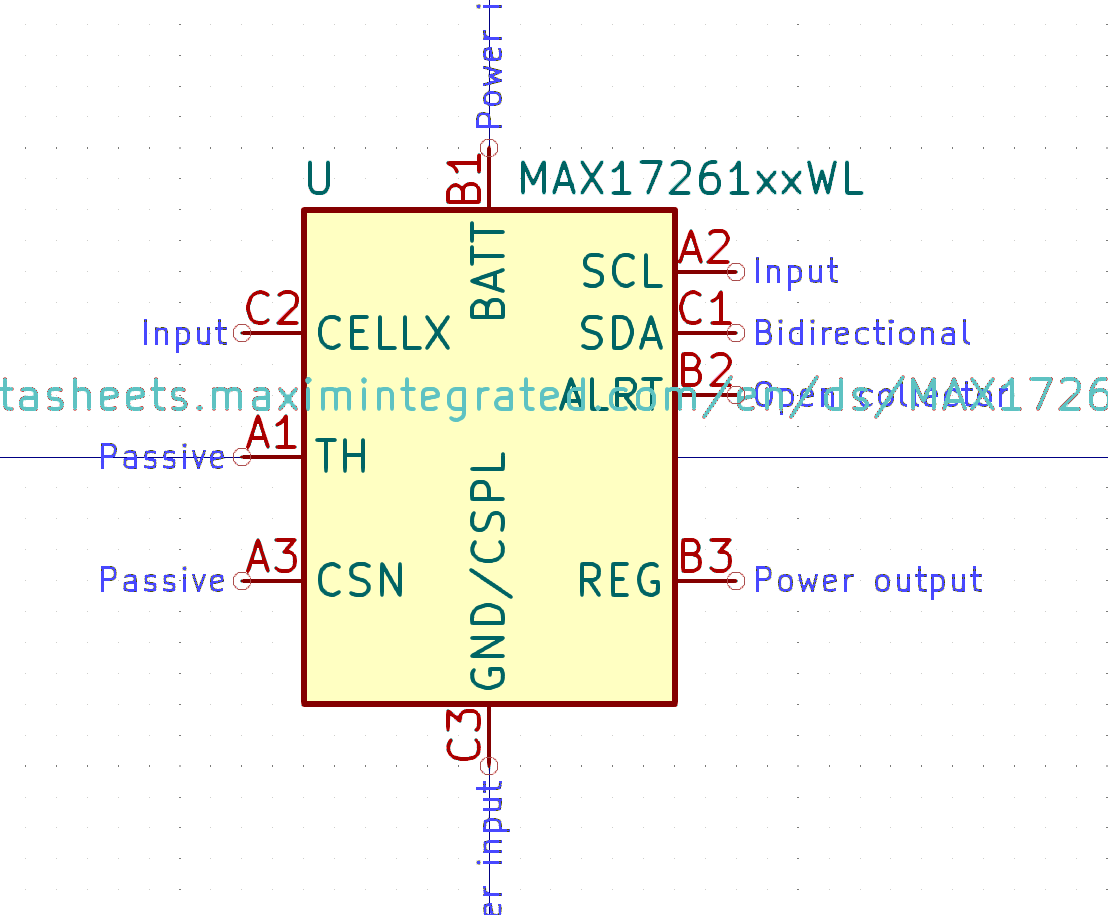 Power i
B1
U
MAX17261xxWL
BATT
A2
SCL
Input
C2
CELLX
Input
C1
SDA
Bidirectional
B2
ALRT
Open collector
tasheets.maximintegrated.com/en/ds/MAX1726
A1
TH
Passive
A3
CSN
Passive
GND/CSPL
B3
REG
Power output
C3
er input